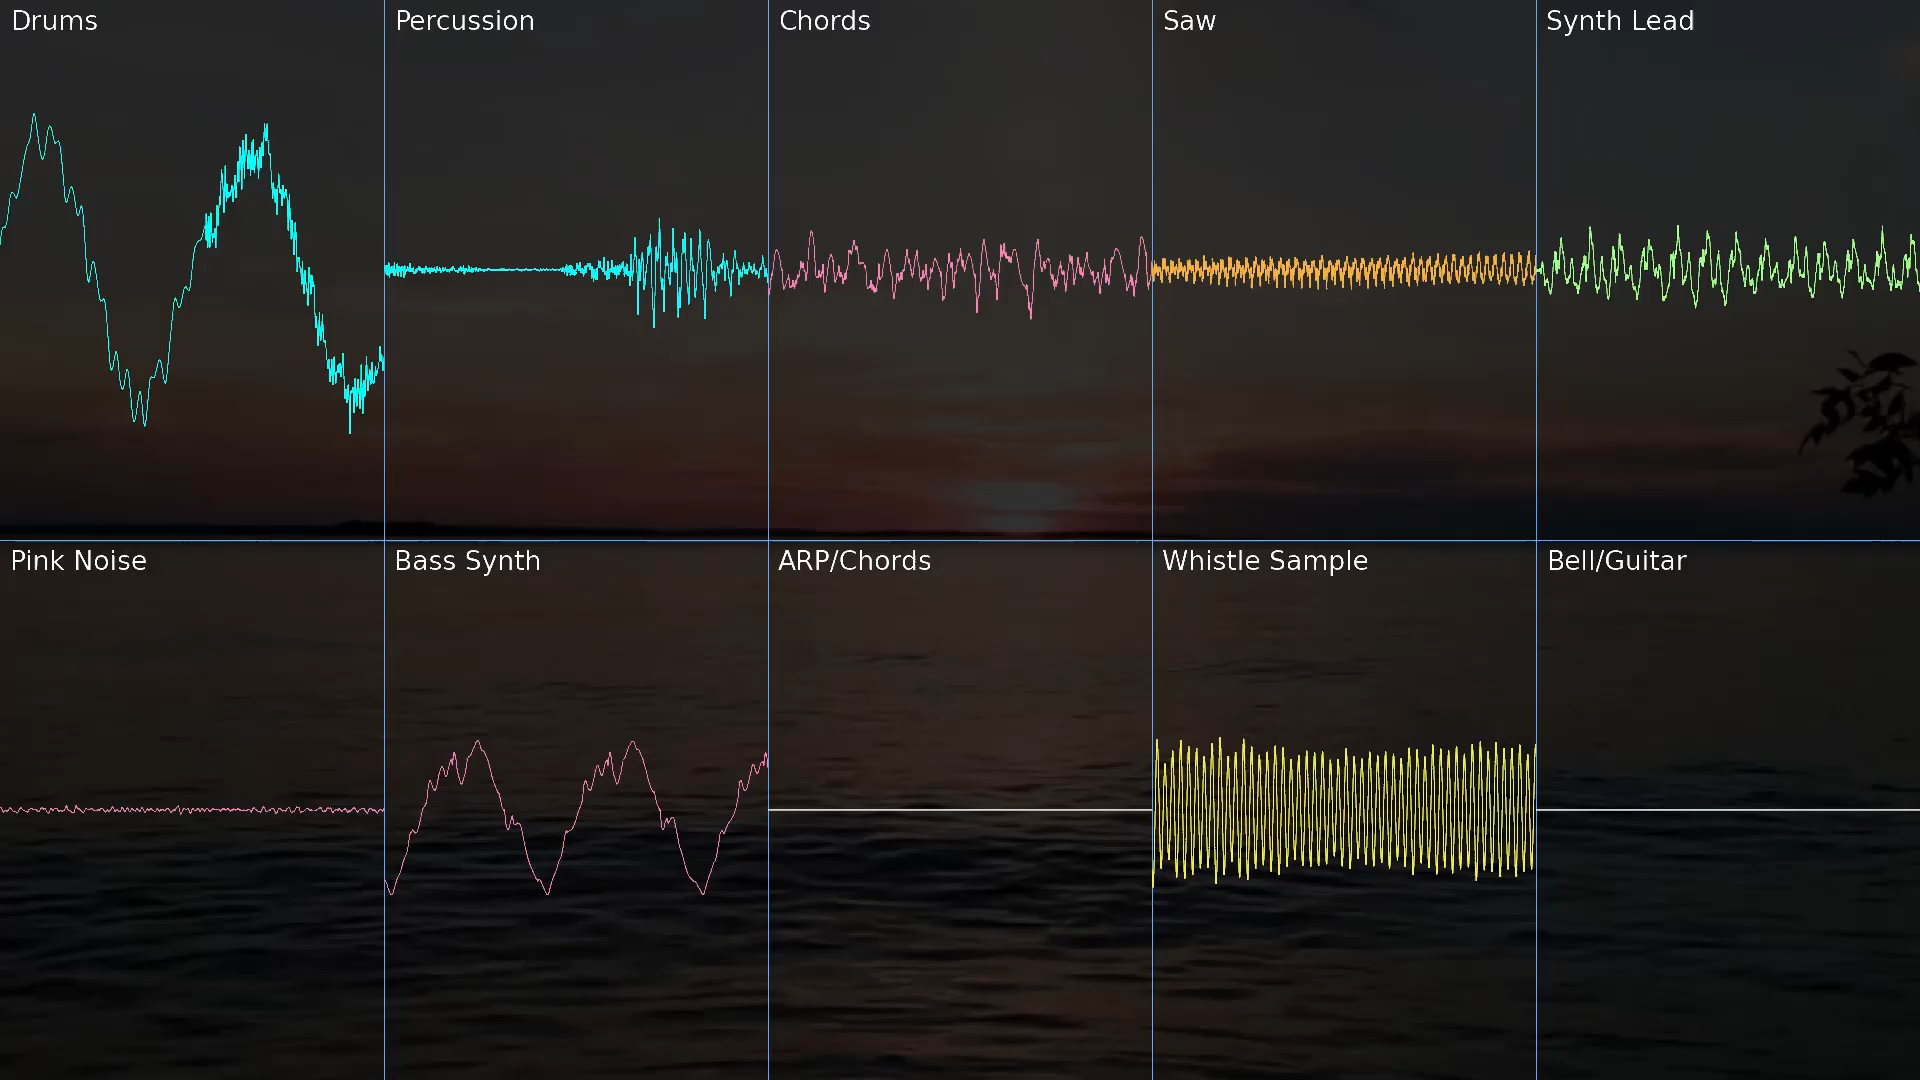 Drums
Percussion
Chords
Saw
Synth Lead
Pink Noise
Bass Synth
ARP/Chords
Whistle Sample
Bell/Guitar